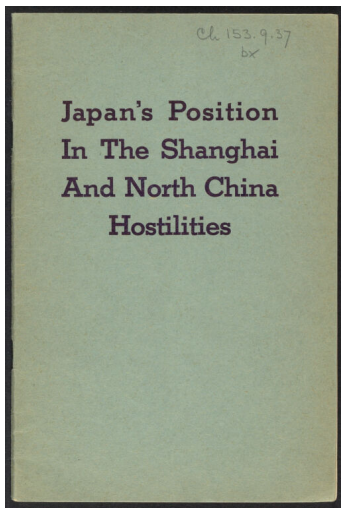 Ch 153.9.37
bx
Japan's Position
In The Shanghai
And North China
Hostilities